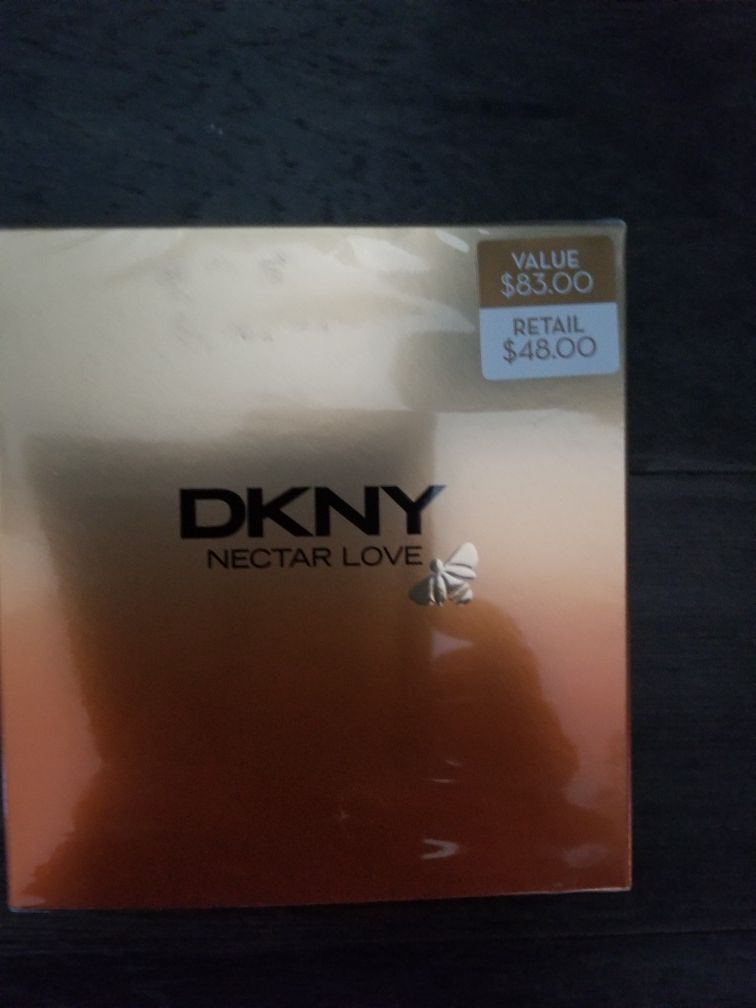 VALUE
$83.00
RETAIL
$48.00
DKNY
NECTAR LOVE